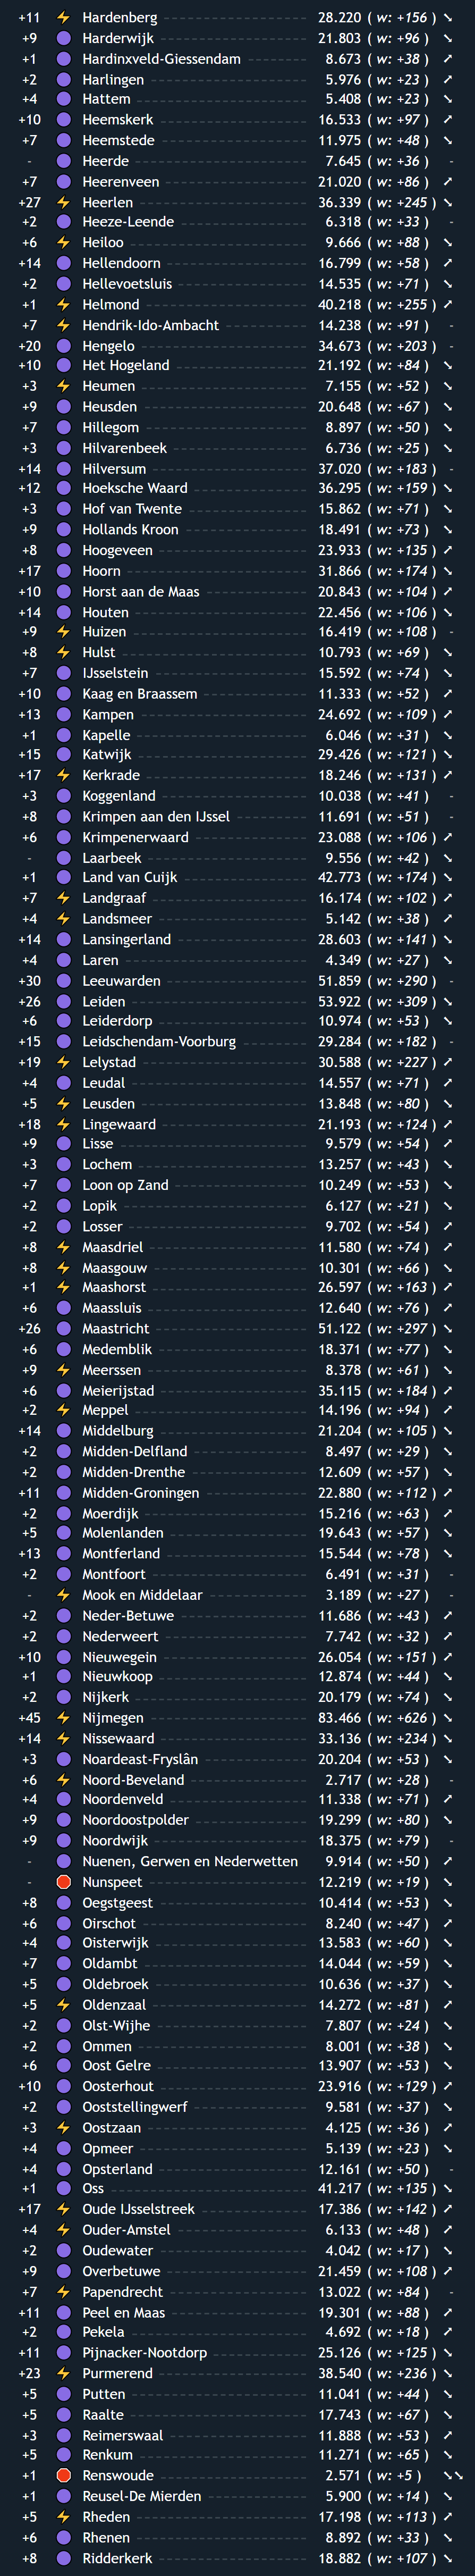 +11 Hardenberg 28.220 ( w: +156 ) ↘
+9 Harderwijk 21.803 ( w: +96 ) ↘
+1 Hardinxveld-Giessendam 8.673 ( w: +38 ) ↗
+2 Harlingen 5.976 ( w: +23 ) ↗
+4 Hattem 5.408 ( w: +23 ) ↘
+10 Heemskerk 16.533 ( w: +97 ) ↗
+7 Heemstede 11.975 ( w: +48 ) ↘
- Heerde 7.645 ( w: +36 ) -
+7 Heerenveen 21.020 ( w: +86 ) ↗
+27 Heerlen 36.339 ( w: +245 ) ↘
+2 Heeze-Leende 6.318 ( w: +33 ) -
+6 Heiloo 9.666 ( w: +88 ) ↘
+14 Hellendoorn 16.799 ( w: +58 ) ↗
+2 Hellevoetsluis 14.535 ( w: +71 ) ↘
+1 Helmond 40.218 ( w: +255 ) ↗
+7 Hendrik-Ido-Ambacht 14.238 ( w: +91 ) -
+20 Hengelo 34.673 ( w: +203 ) -
+10 Het Hogeland 21.192 ( w: +84 ) ↘
+3 Heumen 7.155 ( w: +52 ) ↘
+9 Heusden 20.648 ( w: +67 ) ↘
+7 Hillegom 8.897 ( w: +50 ) ↘
+3 Hilvarenbeek 6.736 ( w: +25 ) ↘
+14 Hilversum 37.020 ( w: +183 ) -
+12 Hoeksche Waard 36.295 ( w: +159 ) ↘
+3 Hof van Twente 15.862 ( w: +71 ) ↘
+9 Hollands Kroon 18.491 ( w: +73 ) ↘
+8 Hoogeveen 23.933 ( w: +135 ) ↗
+17 Hoorn 31.866 ( w: +174 ) ↘
+10 Horst aan de Maas 20.843 ( w: +104 ) ↗
+14 Houten 22.456 ( w: +106 ) ↘
+9 Huizen 16.419 ( w: +108 ) -
+8 Hulst 10.793 ( w: +69 ) ↘
+7 IJsselstein 15.592 ( w: +74 ) ↘
+10 Kaag en Braassem 11.333 ( w: +52 ) ↗
+13 Kampen 24.692 ( w: +109 ) ↗
+1 Kapelle 6.046 ( w: +31 ) ↘
+15 Katwijk 29.426 ( w: +121 ) ↘
+17 Kerkrade 18.246 ( w: +131 ) ↗
+3 Koggenland 10.038 ( w: +41 ) -
+8 Krimpen aan den IJssel 11.691 ( w: +51 ) -
+6 Krimpenerwaard 23.088 ( w: +106 ) ↗
- Laarbeek 9.556 ( w: +42 ) ↘
+1 Land van Cuijk 42.773 ( w: +174 ) ↘
+7 Landgraaf 16.174 ( w: +102 ) ↗
+4 Landsmeer 5.142 ( w: +38 ) ↗
+14 Lansingerland 28.603 ( w: +141 ) ↘
+4 Laren 4.349 ( w: +27 ) ↘
+30 Leeuwarden 51.859 ( w: +290 ) -
+26 Leiden 53.922 ( w: +309 ) ↘
+6 Leiderdorp 10.974 ( w: +53 ) ↘
+15 Leidschendam-Voorburg 29.284 ( w: +182 ) -
+19 Lelystad 30.588 ( w: +227 ) ↗
+4 Leudal 14.557 ( w: +71 ) ↗
+5 Leusden 13.848 ( w: +80 ) ↘
+18 Lingewaard 21.193 ( w: +124 ) ↗
+9 Lisse 9.579 ( w: +54 ) ↗
+3 Lochem 13.257 ( w: +43 ) ↘
+7 Loon op Zand 10.249 ( w: +53 ) ↘
+2 Lopik 6.127 ( w: +21 ) ↘
+2 Losser 9.702 ( w: +54 ) ↗
+8 Maasdriel 11.580 ( w: +74 ) ↗
+8 Maasgouw 10.301 ( w: +66 ) ↘
+1 Maashorst 26.597 ( w: +163 ) ↗
+6 Maassluis 12.640 ( w: +76 ) ↗
+26 Maastricht 51.122 ( w: +297 ) ↘
+6 Medemblik 18.371 ( w: +77 ) ↘
+9 Meerssen 8.378 ( w: +61 ) ↘
+6 Meierijstad 35.115 ( w: +184 ) ↗
+2 Meppel 14.196 ( w: +94 ) ↗
+14 Middelburg 21.204 ( w: +105 ) ↘
+2 Midden-Delfland 8.497 ( w: +29 ) ↘
+2 Midden-Drenthe 12.609 ( w: +57 ) ↘
+11 Midden-Groningen 22.880 ( w: +112 ) ↗
+2 Moerdijk 15.216 ( w: +63 ) ↗
+5 Molenlanden 19.643 ( w: +57 ) ↘
+13 Montferland 15.544 ( w: +78 ) ↘
+2 Montfoort 6.491 ( w: +31 ) -
- Mook en Middelaar 3.189 ( w: +27 ) -
+2 Neder-Betuwe 11.686 ( w: +43 ) ↗
+2 Nederweert 7.742 ( w: +32 ) ↗
+10 Nieuwegein 26.054 ( w: +151 ) ↗
+1 Nieuwkoop 12.874 ( w: +44 ) ↘
+2 Nijkerk 20.179 ( w: +74 ) ↘
+45 Nijmegen 83.466 ( w: +626 ) ↘
+14 Nissewaard 33.136 ( w: +234 ) ↘
+3 Noardeast-Fryslân 20.204 ( w: +53 ) ↘
+6 Noord-Beveland 2.717 ( w: +28 ) -
+4 Noordenveld 11.338 ( w: +71 ) ↗
+9 Noordoostpolder 19.299 ( w: +80 ) ↘
+9 Noordwijk 18.375 ( w: +79 ) -
- Nuenen, Gerwen en Nederwetten 9.914 ( w: +50 ) ↗
- Nunspeet 12.219 ( w: +19 ) ↘
+8 Oegstgeest 10.414 ( w: +53 ) ↘
+6 Oirschot 8.240 ( w: +47 ) ↗
+4 Oisterwijk 13.583 ( w: +60 ) ↘
+7 Oldambt 14.044 ( w: +59 ) ↘
+5 Oldebroek 10.636 ( w: +37 ) ↘
+5 Oldenzaal 14.272 ( w: +81 ) ↗
+2 Olst-Wijhe 7.807 ( w: +24 ) ↘
+2 Ommen 8.001 ( w: +38 ) ↘
+6 Oost Gelre 13.907 ( w: +53 ) ↘
+10 Oosterhout 23.916 ( w: +129 ) ↗
+2 Ooststellingwerf 9.581 ( w: +37 ) ↘
+3 Oostzaan 4.125 ( w: +36 ) ↗
+4 Opmeer 5.139 ( w: +23 ) ↘
+4 Opsterland 12.161 ( w: +50 ) -
+1 Oss 41.217 ( w: +135 ) ↘
+17 Oude IJsselstreek 17.386 ( w: +142 ) ↗
+4 Ouder-Amstel 6.133 ( w: +48 ) ↗
+2 Oudewater 4.042 ( w: +17 ) ↘
+9 Overbetuwe 21.459 ( w: +108 ) ↗
+7 Papendrecht 13.022 ( w: +84 ) -
+11 Peel en Maas 19.301 ( w: +88 ) ↗
+2 Pekela 4.692 ( w: +18 ) ↗
+11 Pijnacker-Nootdorp 25.126 ( w: +125 ) ↘
+23 Purmerend 38.540 ( w: +236 ) ↘
+5 Putten 11.041 ( w: +44 ) ↘
+5 Raalte 17.743 ( w: +67 ) ↘
+3 Reimerswaal 11.888 ( w: +53 ) ↗
+5 Renkum 11.271 ( w: +65 ) ↘
+1 Renswoude 2.571 ( w: +5 ) ↘↘
+1 Reusel-De Mierden 5.900 ( w: +14 ) ↘
+5 Rheden 17.198 ( w: +113 ) ↗
+6 Rhenen 8.892 ( w: +33 ) ↘
+8 Ridderkerk 18.882 ( w: +107 ) ↘